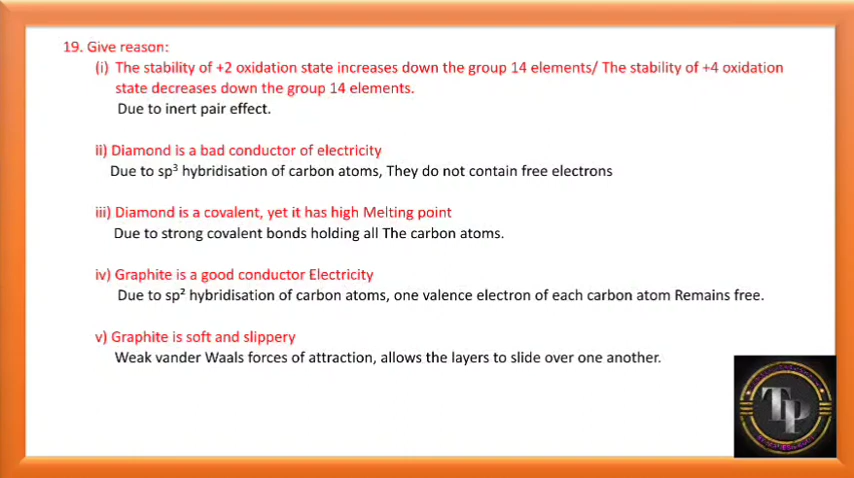 19. Give reason:
(i) The stability of +2 oxidation state increases down the group 14 elements/ The stability of +4 oxidation
state decreases down the group 14 elements.
Due to inert pair effect.
ii) Diamond is a bad conductor of electricity
Due to sp³ hybridisation of carbon atoms, They do not contain free electrons
iii) Diamond is a covalent, yet it has high Melting point
Due to strong covalent bonds holding all The carbon atoms.
iv) Graphite is a good conductor Electricity
Due to sp² hybridisation of carbon atoms, one valence electron of each carbon atom Remains free.
v) Graphite is soft and slippery
Weak vander Waals forces of attraction, allows the layers to slide over one another.
TP